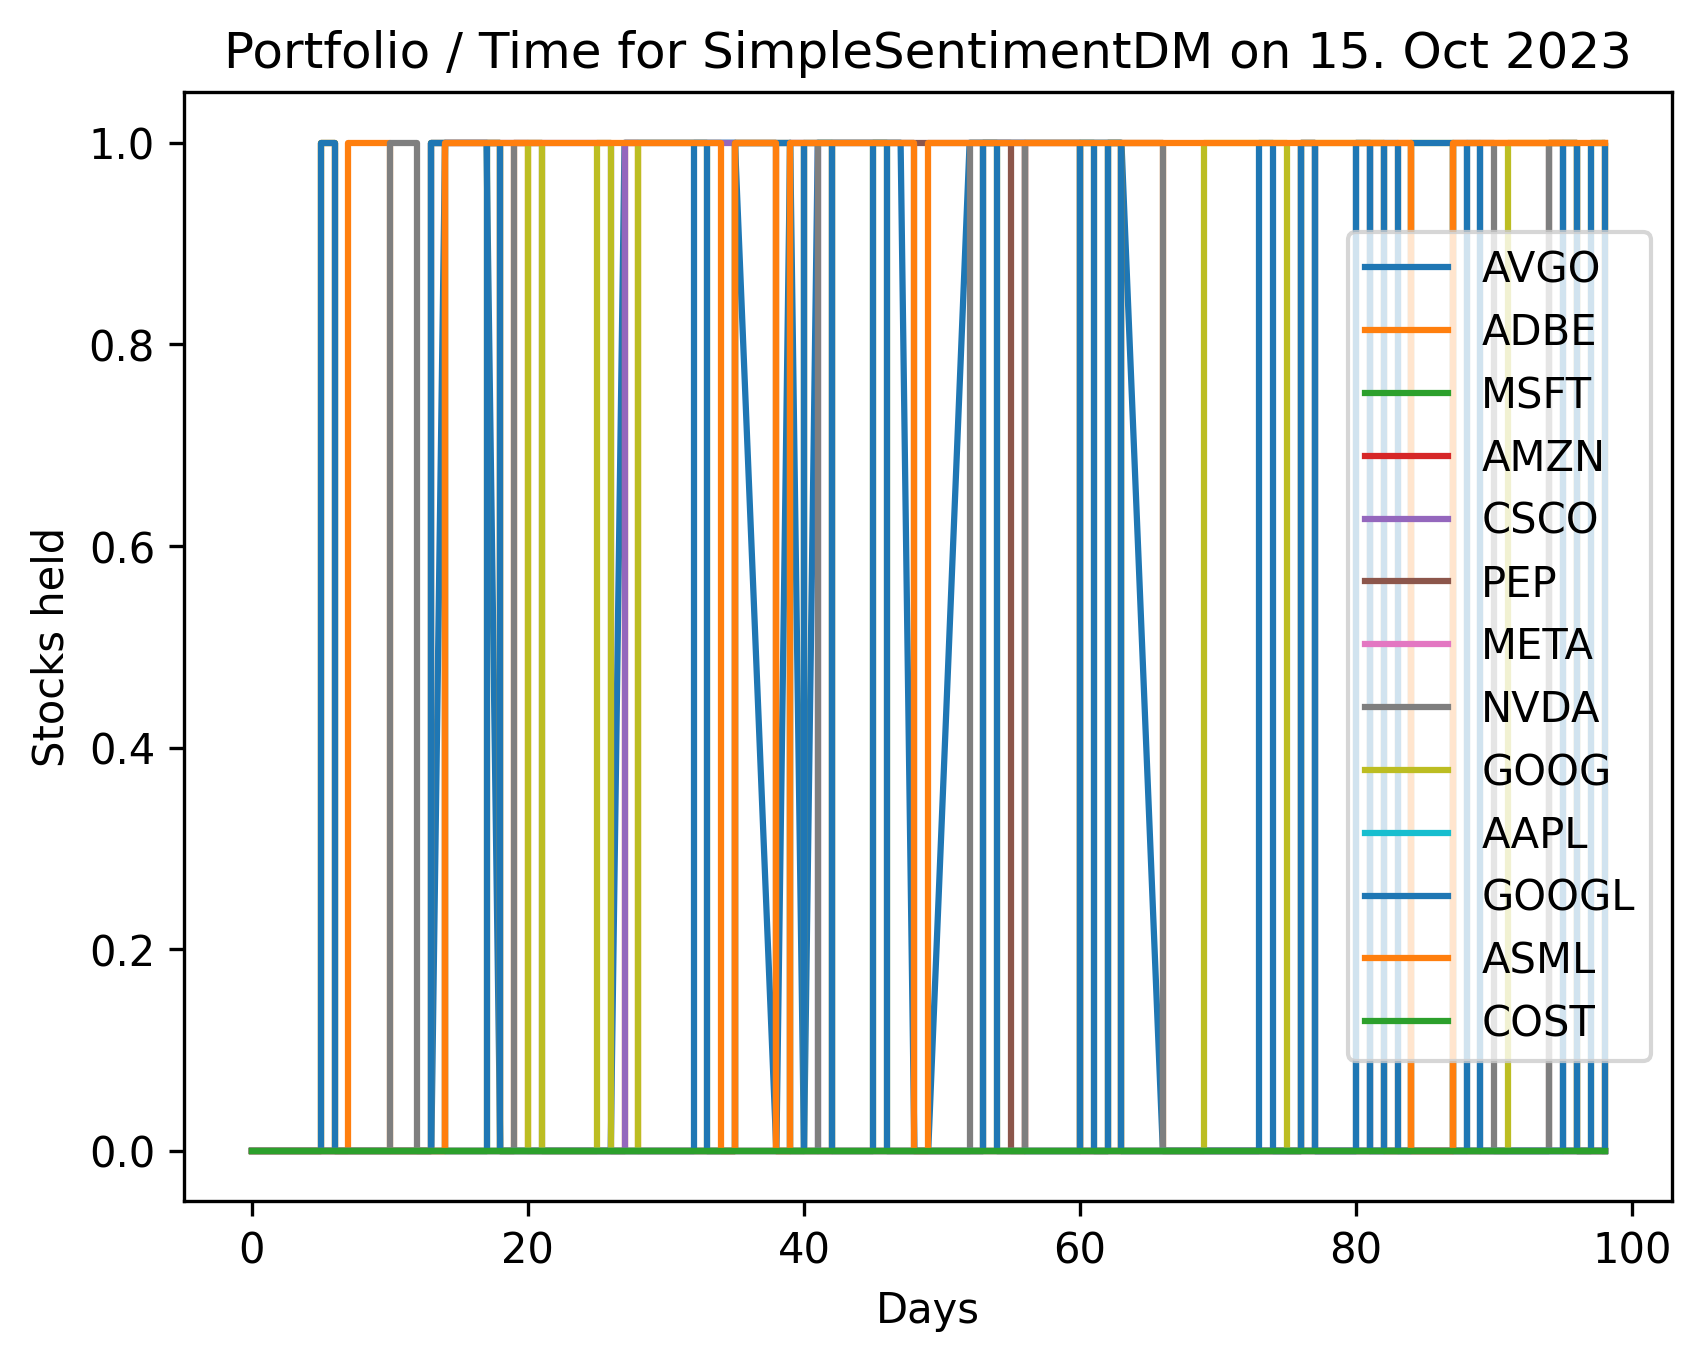 Portfolio / Time for SimpleSentimentDM on 15. Oct 2023
1.0
0.8
0.6
0.4
0.2
0.0
Stocks held
AVGO
ADBE
MSFT
AMZN
CSCO
PEP
META
NVDA
GOOG
AAPL
GOOGL
ASML
COST
0 20 40 60 80 100
Days